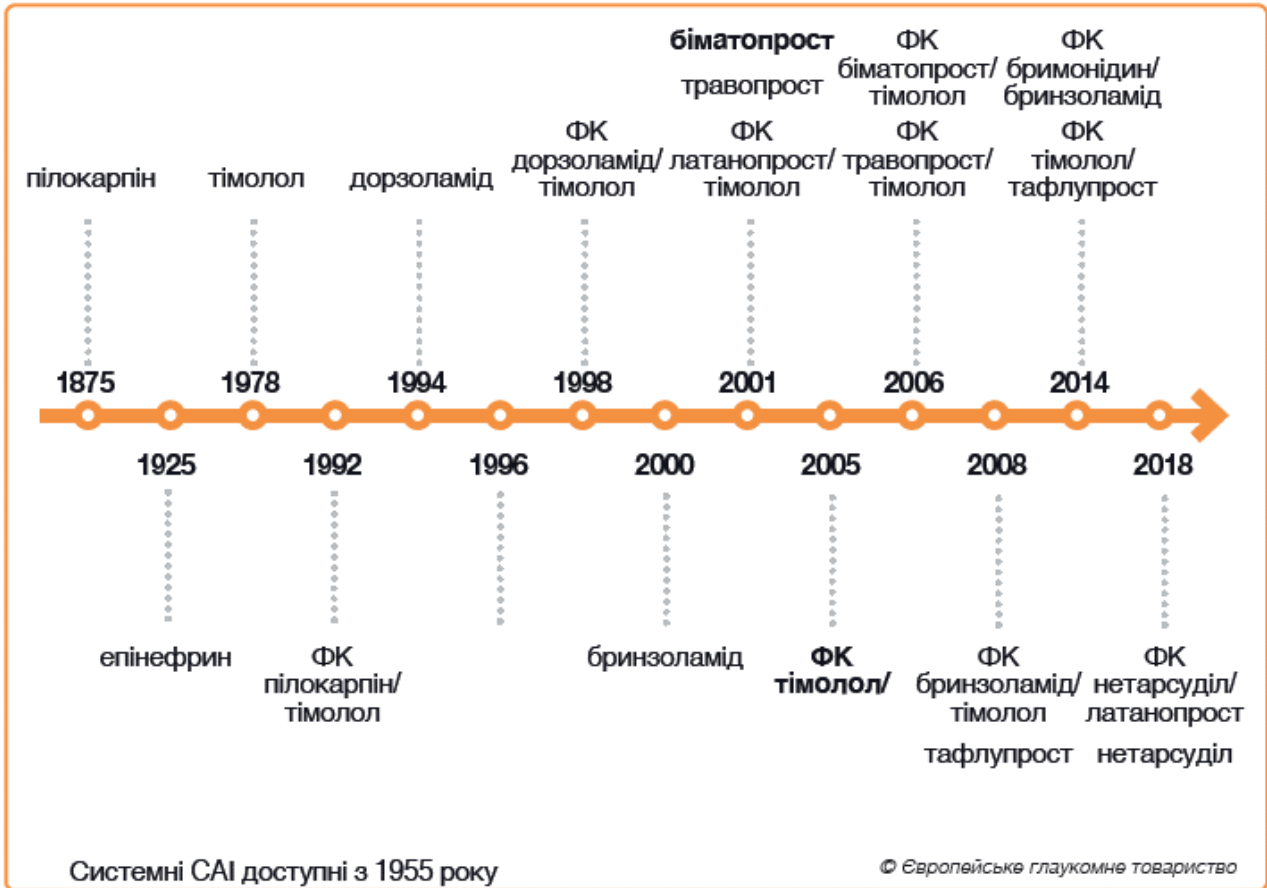 біматопрост
травопрост
ФК
біматопрост/
тімолол
ФК
бримонідин/
бринзоламід
пілокарпін
тімолол
дорзоламід
ФК
дорзоламід/
тімолол
ФК
латанопрост/
тімолол
ФК
травопрост/
тімолол
ФК
тімолол/
тафлупрост
1875
1978
1994
1998
2001
2006
2014
1925
1992
1996
2000
2005
2008
2018
епінефрин
ФК
пілокарпін/
тімолол
бринзоламід
ФК
тімолол/
ФК
бринзоламід/
тімолол
тафлупрост
ФК
нетарсуділ/
латанопрост
нетарсуділ
Системні САІ доступні з 1955 року
© Європейське глаукомне товариство